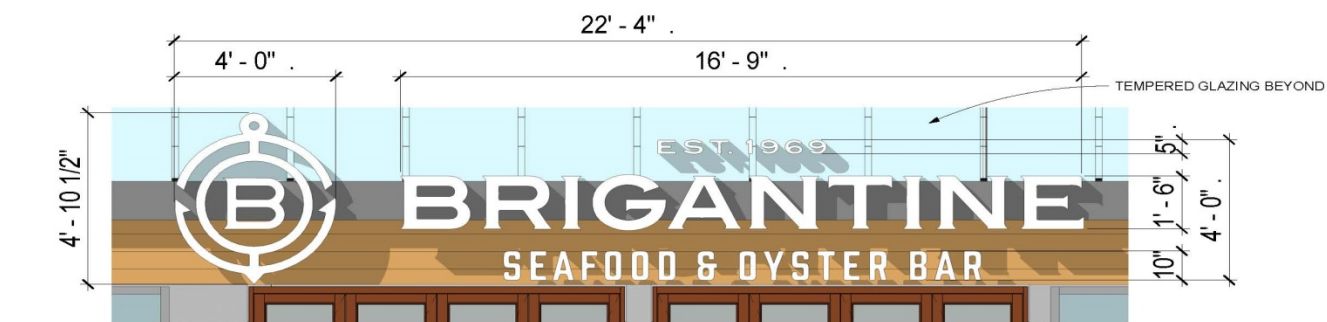 22' - 4" .
4' - 0" .
16' - 9" .
TEMPERED GLAZING BEYOND
4' - 10 1/2"
B
EST. 1969
BRIGANTINE
SEAFOOD & OYSTER BAR
5" .
1' - 6"
10"
4' - 0" .